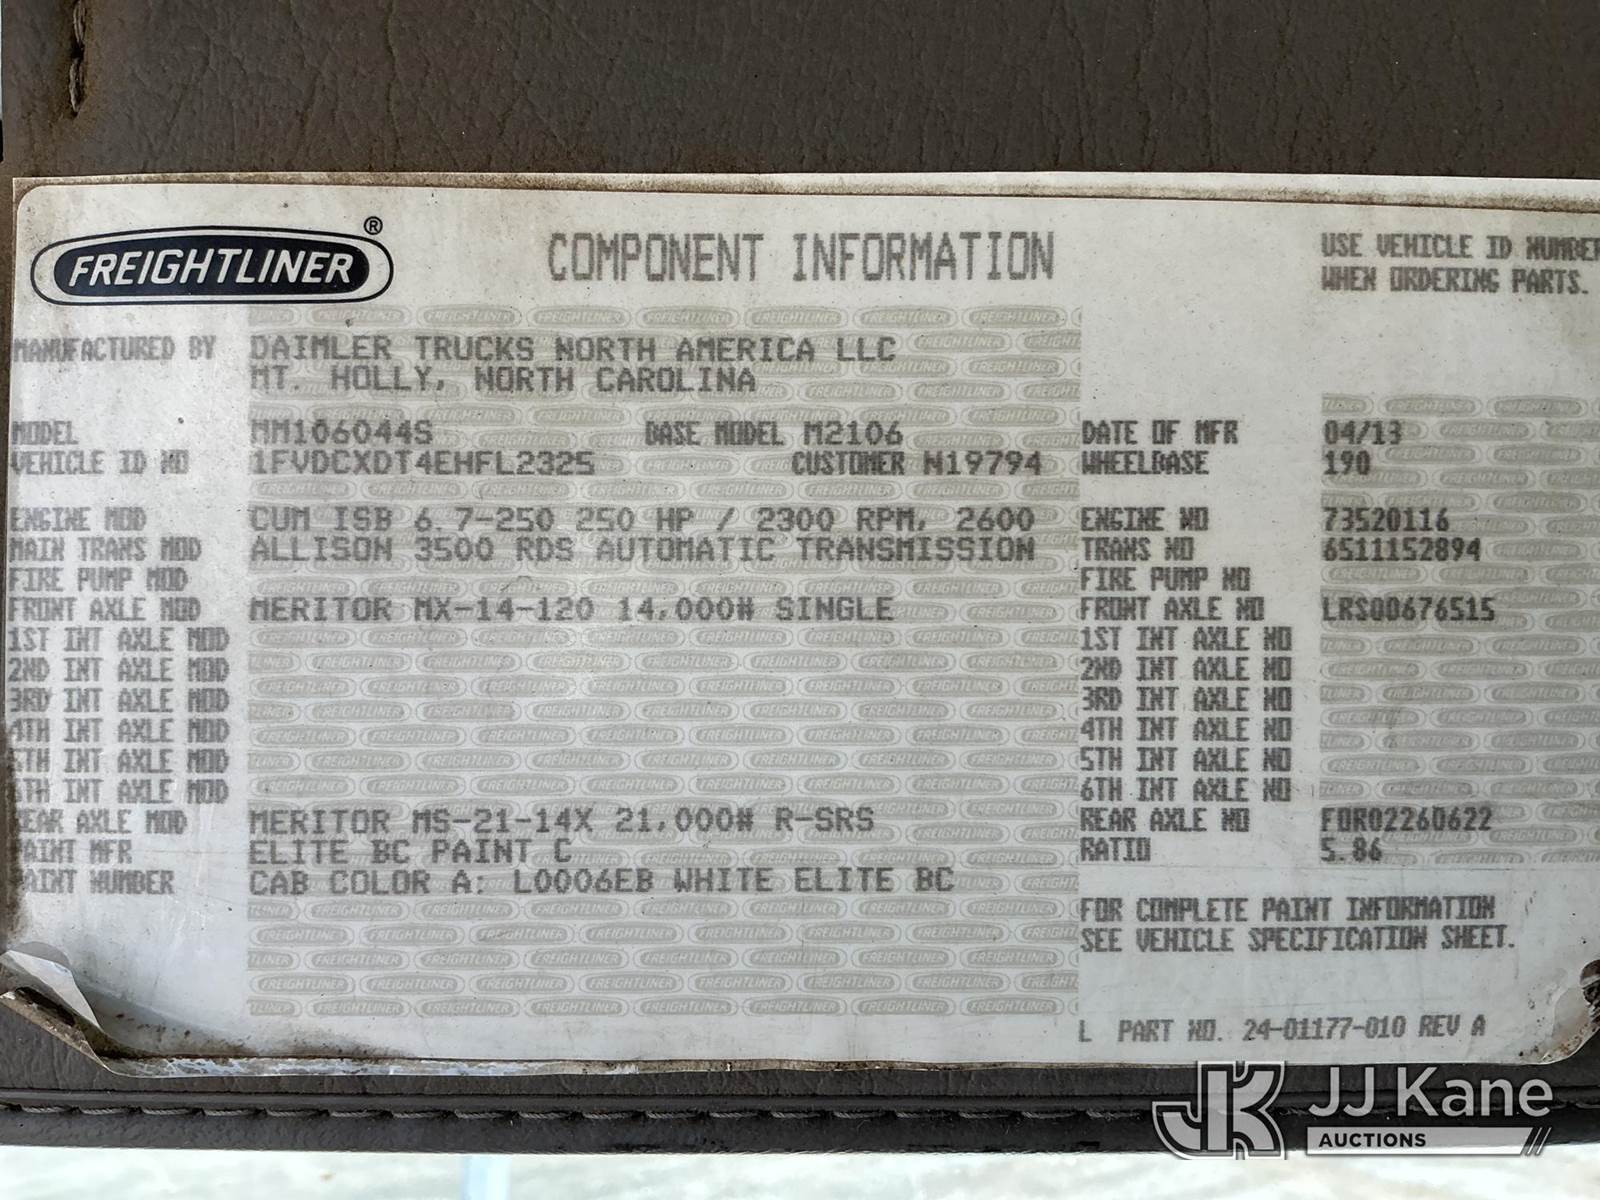 FREIGHTLINER ®
COMPONENT INFORMATION
USE VEHICLE ID NUMBER
WHEN ORDERING PARTS.
MANUFACTURED BY DAIMLER TRUCKS NORTH AMERICA LLC
MT. HOLLY, NORTH CAROLINA
MODEL MM106044S BASE MODEL M2106 DATE OF MFR 04/13
VEHICLE ID NO 1FVDCXDT4EHFL2325 CUSTOMER N19794 WHEELBASE 190
ENGINE MOD CUM ISB 6.7-250 250 HP / 2300 RPM, 2600 ENGINE NO 73520116
MAIN TRANS MOD ALLISON 3500 RDS AUTOMATIC TRANSMISSION TRANS NO 6511152894
FIRE PUMP MOD FIRE PUMP NO
FRONT AXLE MOD MERITOR MX-14-120 14,000# SINGLE FRONT AXLE NO LRS00676515
1ST INT AXLE MOD 1ST INT AXLE NO
2ND INT AXLE MOD 2ND INT AXLE NO
3RD INT AXLE MOD 3RD INT AXLE NO
4TH INT AXLE MOD 4TH INT AXLE NO
5TH INT AXLE MOD 5TH INT AXLE NO
6TH INT AXLE MOD 6TH INT AXLE NO
REAR AXLE MOD MERITOR MS-21-14X 21,000# R-SRS REAR AXLE NO FOR02260622
PAINT MFR ELITE BC PAINT C RATIO 5.86
PAINT NUMBER CAB COLOR A: L0006EB WHITE ELITE BC
FOR COMPLETE PAINT INFORMATION
SEE VEHICLE SPECIFICATION SHEET.
L PART NO. 24-01177-010 REV A
JK JJ Kane
AUCTIONS